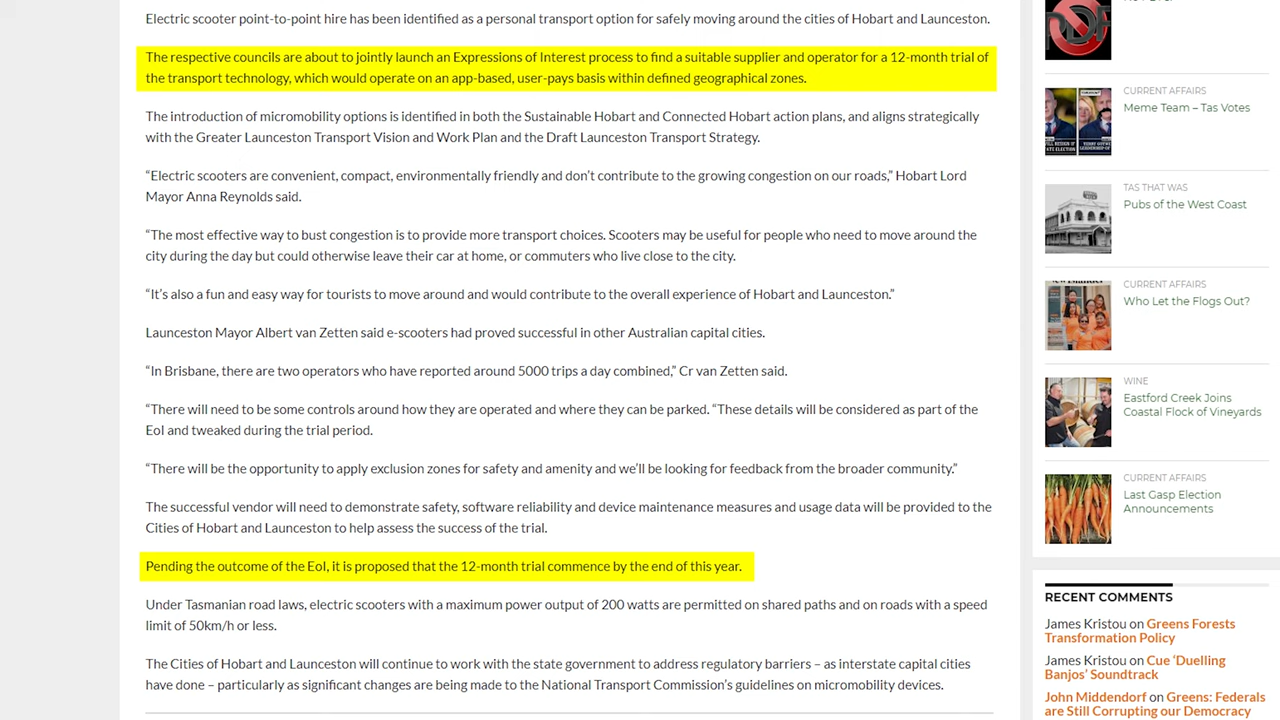 Electric scooter point-to-point hire has been identified as a personal transport option for safely moving around the cities of Hobart and Launceston.
The respective councils are about to jointly launch an Expressions of Interest process to find a suitable supplier and operator for a 12-month trial of
the transport technology, which would operate on an app-based, user-pays basis within defined geographical zones.
The introduction of micromobility options is identified in both the Sustainable Hobart and Connected Hobart action plans, and aligns strategically
with the Greater Launceston Transport Vision and Work Plan and the Draft Launceston Transport Strategy.
“Electric scooters are convenient, compact, environmentally friendly and don’t contribute to the growing congestion on our roads,” Hobart Lord
Mayor Anna Reynolds said.
“The most effective way to bust congestion is to provide more transport choices. Scooters may be useful for people who need to move around the
city during the day but could otherwise leave their car at home, or commuters who live close to the city.
“It’s also a fun and easy way for tourists to move around and would contribute to the overall experience of Hobart and Launceston.”
Launceston Mayor Albert van Zetten said e-scooters had proved successful in other Australian capital cities.
“In Brisbane, there are two operators who have reported around 5000 trips a day combined,” Cr van Zetten said.
“There will need to be some controls around how they are operated and where they can be parked. “These details will be considered as part of the
EoI and tweaked during the trial period.
“There will be the opportunity to apply exclusion zones for safety and amenity and we’ll be looking for feedback from the broader community.”
The successful vendor will need to demonstrate safety, software reliability and device maintenance measures and usage data will be provided to the
Cities of Hobart and Launceston to help assess the success of the trial.
Pending the outcome of the EoI, it is proposed that the 12-month trial commence by the end of this year.
Under Tasmanian road laws, electric scooters with a maximum power output of 200 watts are permitted on shared paths and on roads with a speed
limit of 50km/h or less.
The Cities of Hobart and Launceston will continue to work with the state government to address regulatory barriers – as interstate capital cities
have done – particularly as significant changes are being made to the National Transport Commission’s guidelines on micromobility devices.
PDF
CURRENT AFFAIRS
Meme Team – Tas Votes
TAS THAT WAS
Pubs of the West Coast
CURRENT AFFAIRS
Who Let the Flogs Out?
WINE
Eastford Creek Joins
Coastal Flock of Vineyards
CURRENT AFFAIRS
Last Gasp Election
Announcements
RECENT COMMENTS
James Kristou on Greens Forests
Transformation Policy
James Kristou on Cue ‘Duelling
Banjos’ Soundtrack
John Middendorf on Greens: Federals
are Still Corrupting our Democracy